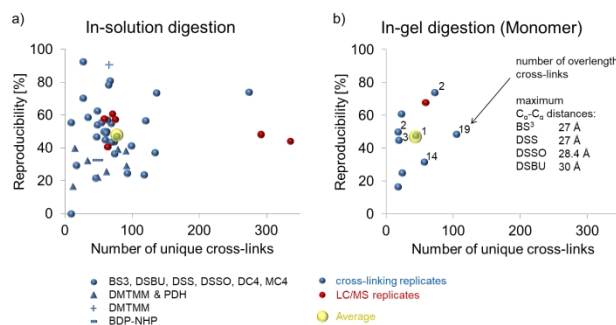 a)
In-solution digestion
Reproducibility [%]
100
80
60
40
20
0
0
100
200
300
Number of unique cross-links
BS3, DSBU, DSS, DSSO, DC4, MC4
DMTMM & PDH
DMTMM
BDP-NHP
b)
In-gel digestion (Monomer)
Reproducibility [%]
100
80
60
40
20
0
0
100
200
300
Number of unique cross-links
2
2
3
1
19
14
number of overlength
cross-links
maximum
Cα-Cα distances:
BS³ 27 Å
DSS 27 Å
DSSO 28.4 Å
DSBU 30 Å
cross-linking replicates
LC/MS replicates
Average